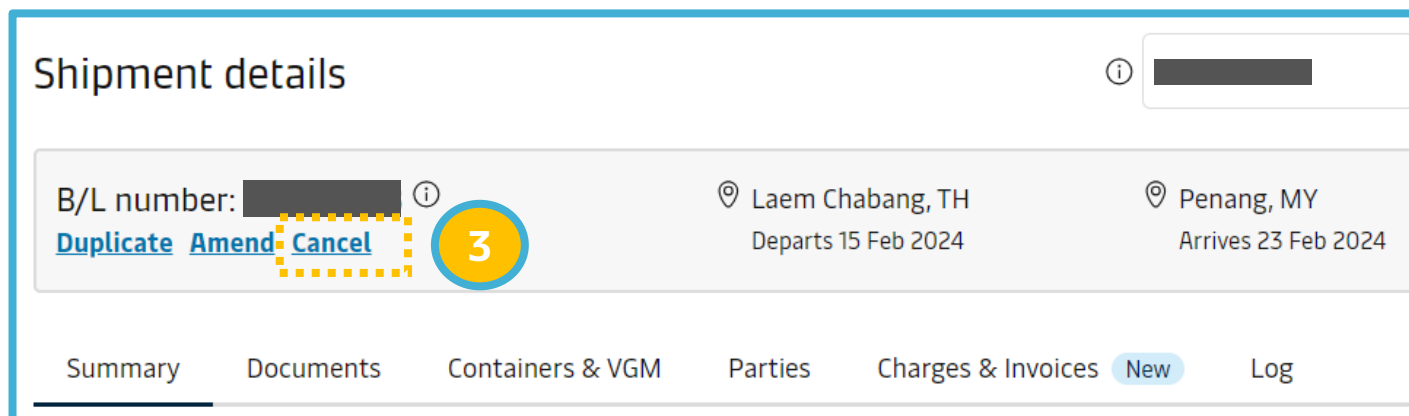 Shipment details
B/L number:
Duplicate Amend Cancel
3
Laem Chabang, TH
Departs 15 Feb 2024
Penang, MY
Arrives 23 Feb 2024
Summary Documents Containers & VGM Parties Charges & Invoices New Log